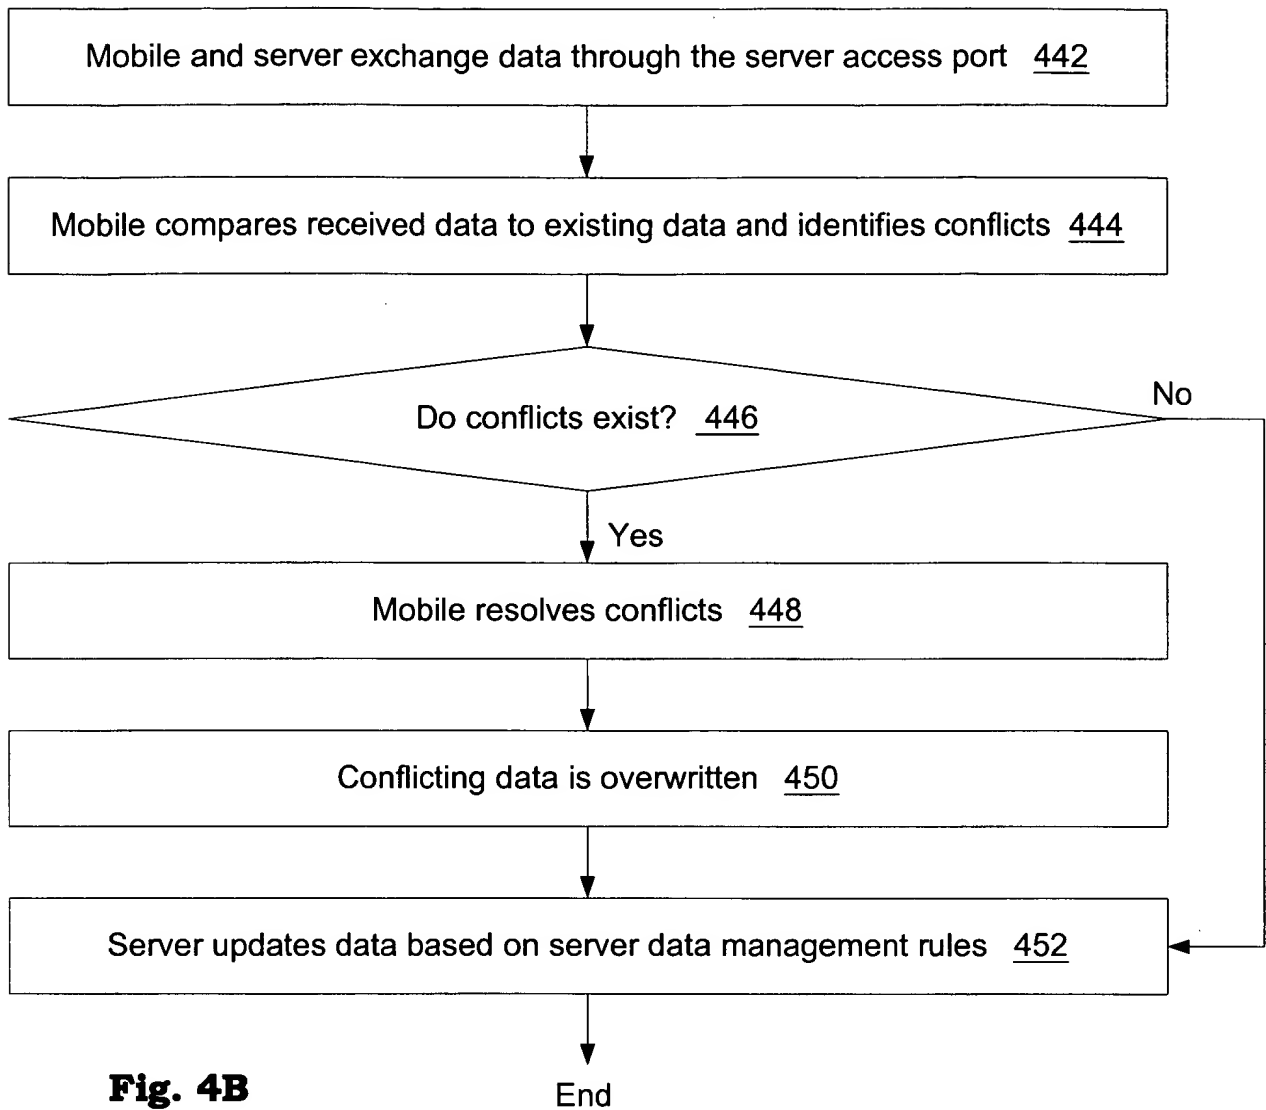 Mobile and server exchange data through the server access port 442
Mobile compares received data to existing data and identifies conflicts 444
No
Do conflicts exist? 446
Yes
Mobile resolves conflicts 448
Conflicting data is overwritten 450
Server updates data based on server data management rules 452
Fig. 4B
End